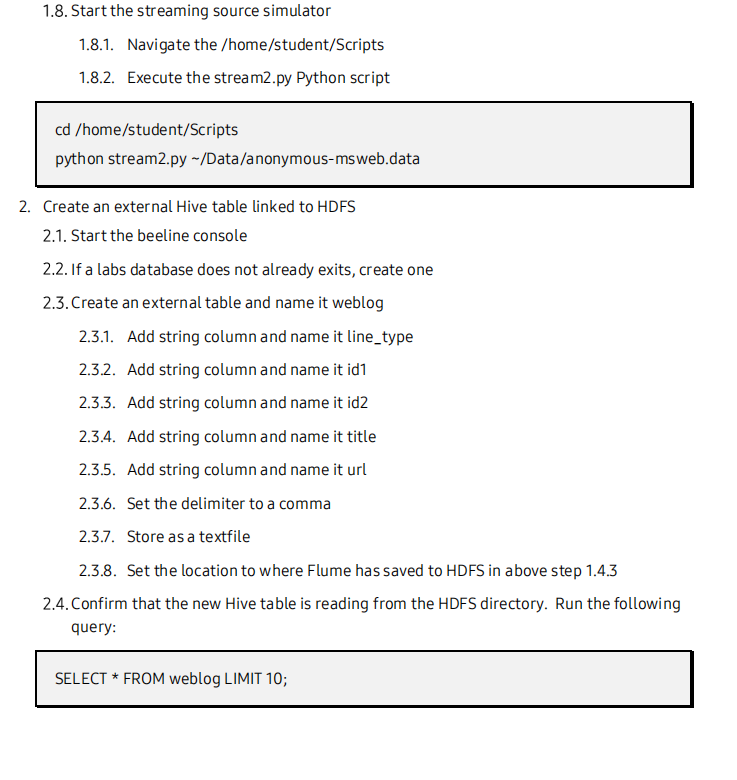 1.8. Start the streaming source simulator
1.8.1. Navigate the /home/student/Scripts
1.8.2. Execute the stream2.py Python script
cd /home/student/Scripts
python stream2.py ~/Data/anonymous-msweb.data
2. Create an external Hive table linked to HDFS
2.1. Start the beeline console
2.2. If a labs database does not already exits, create one
2.3. Create an external table and name it weblog
2.3.1. Add string column and name it line_type
2.3.2. Add string column and name it id1
2.3.3. Add string column and name it id2
2.3.4. Add string column and name it title
2.3.5. Add string column and name it url
2.3.6. Set the delimiter to a comma
2.3.7. Store as a textfile
2.3.8. Set the location to where Flume has saved to HDFS in above step 1.4.3
2.4. Confirm that the new Hive table is reading from the HDFS directory. Run the following
query:
SELECT * FROM weblog LIMIT 10;